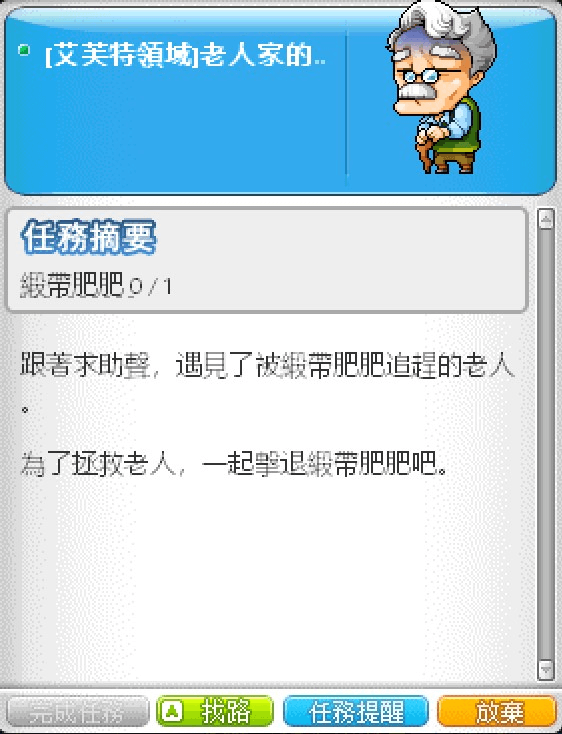 [艾芙特領域]老人家的..
任務摘要
緞帶肥肥 0 / 1
跟著求助聲，遇見了被緞帶肥肥追趕的老人
。
為了拯救老人，一起擊退緞帶肥肥吧。
完成任務
A 找路
任務提醒
放棄